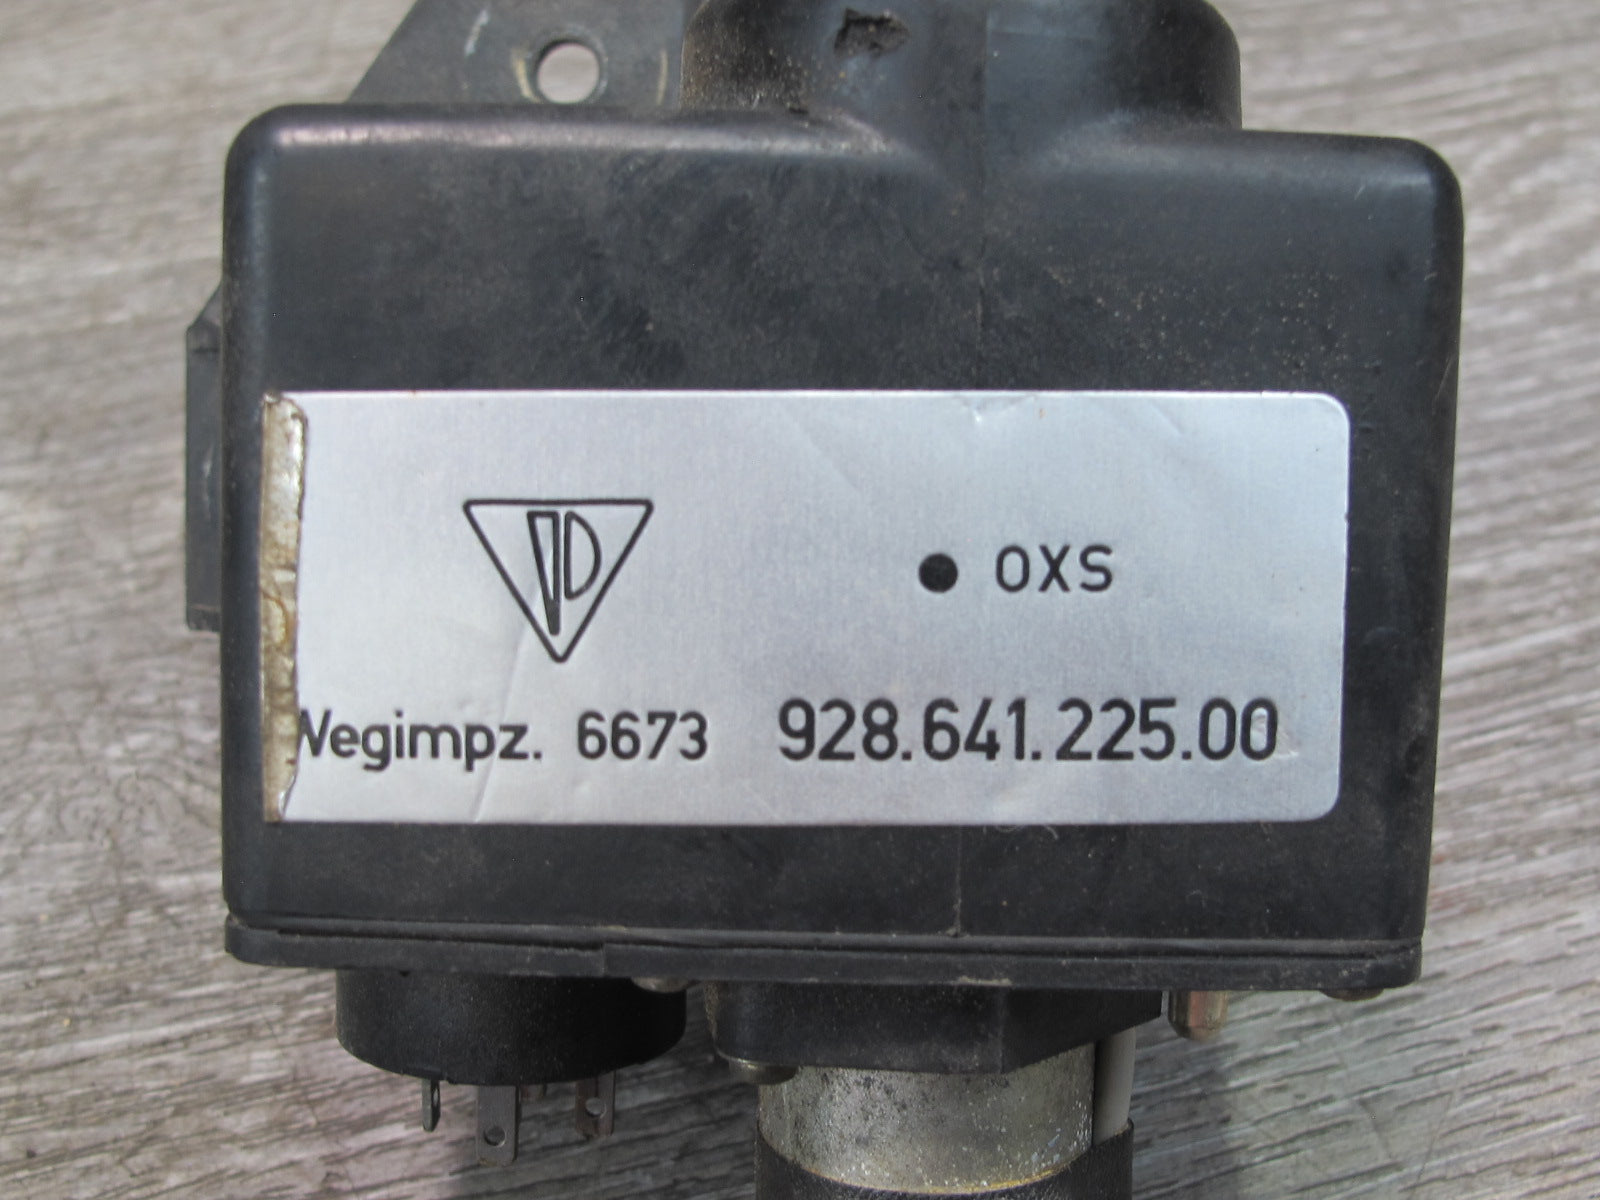 ● OXS
Wegimpz. 6673 928.641.225.00